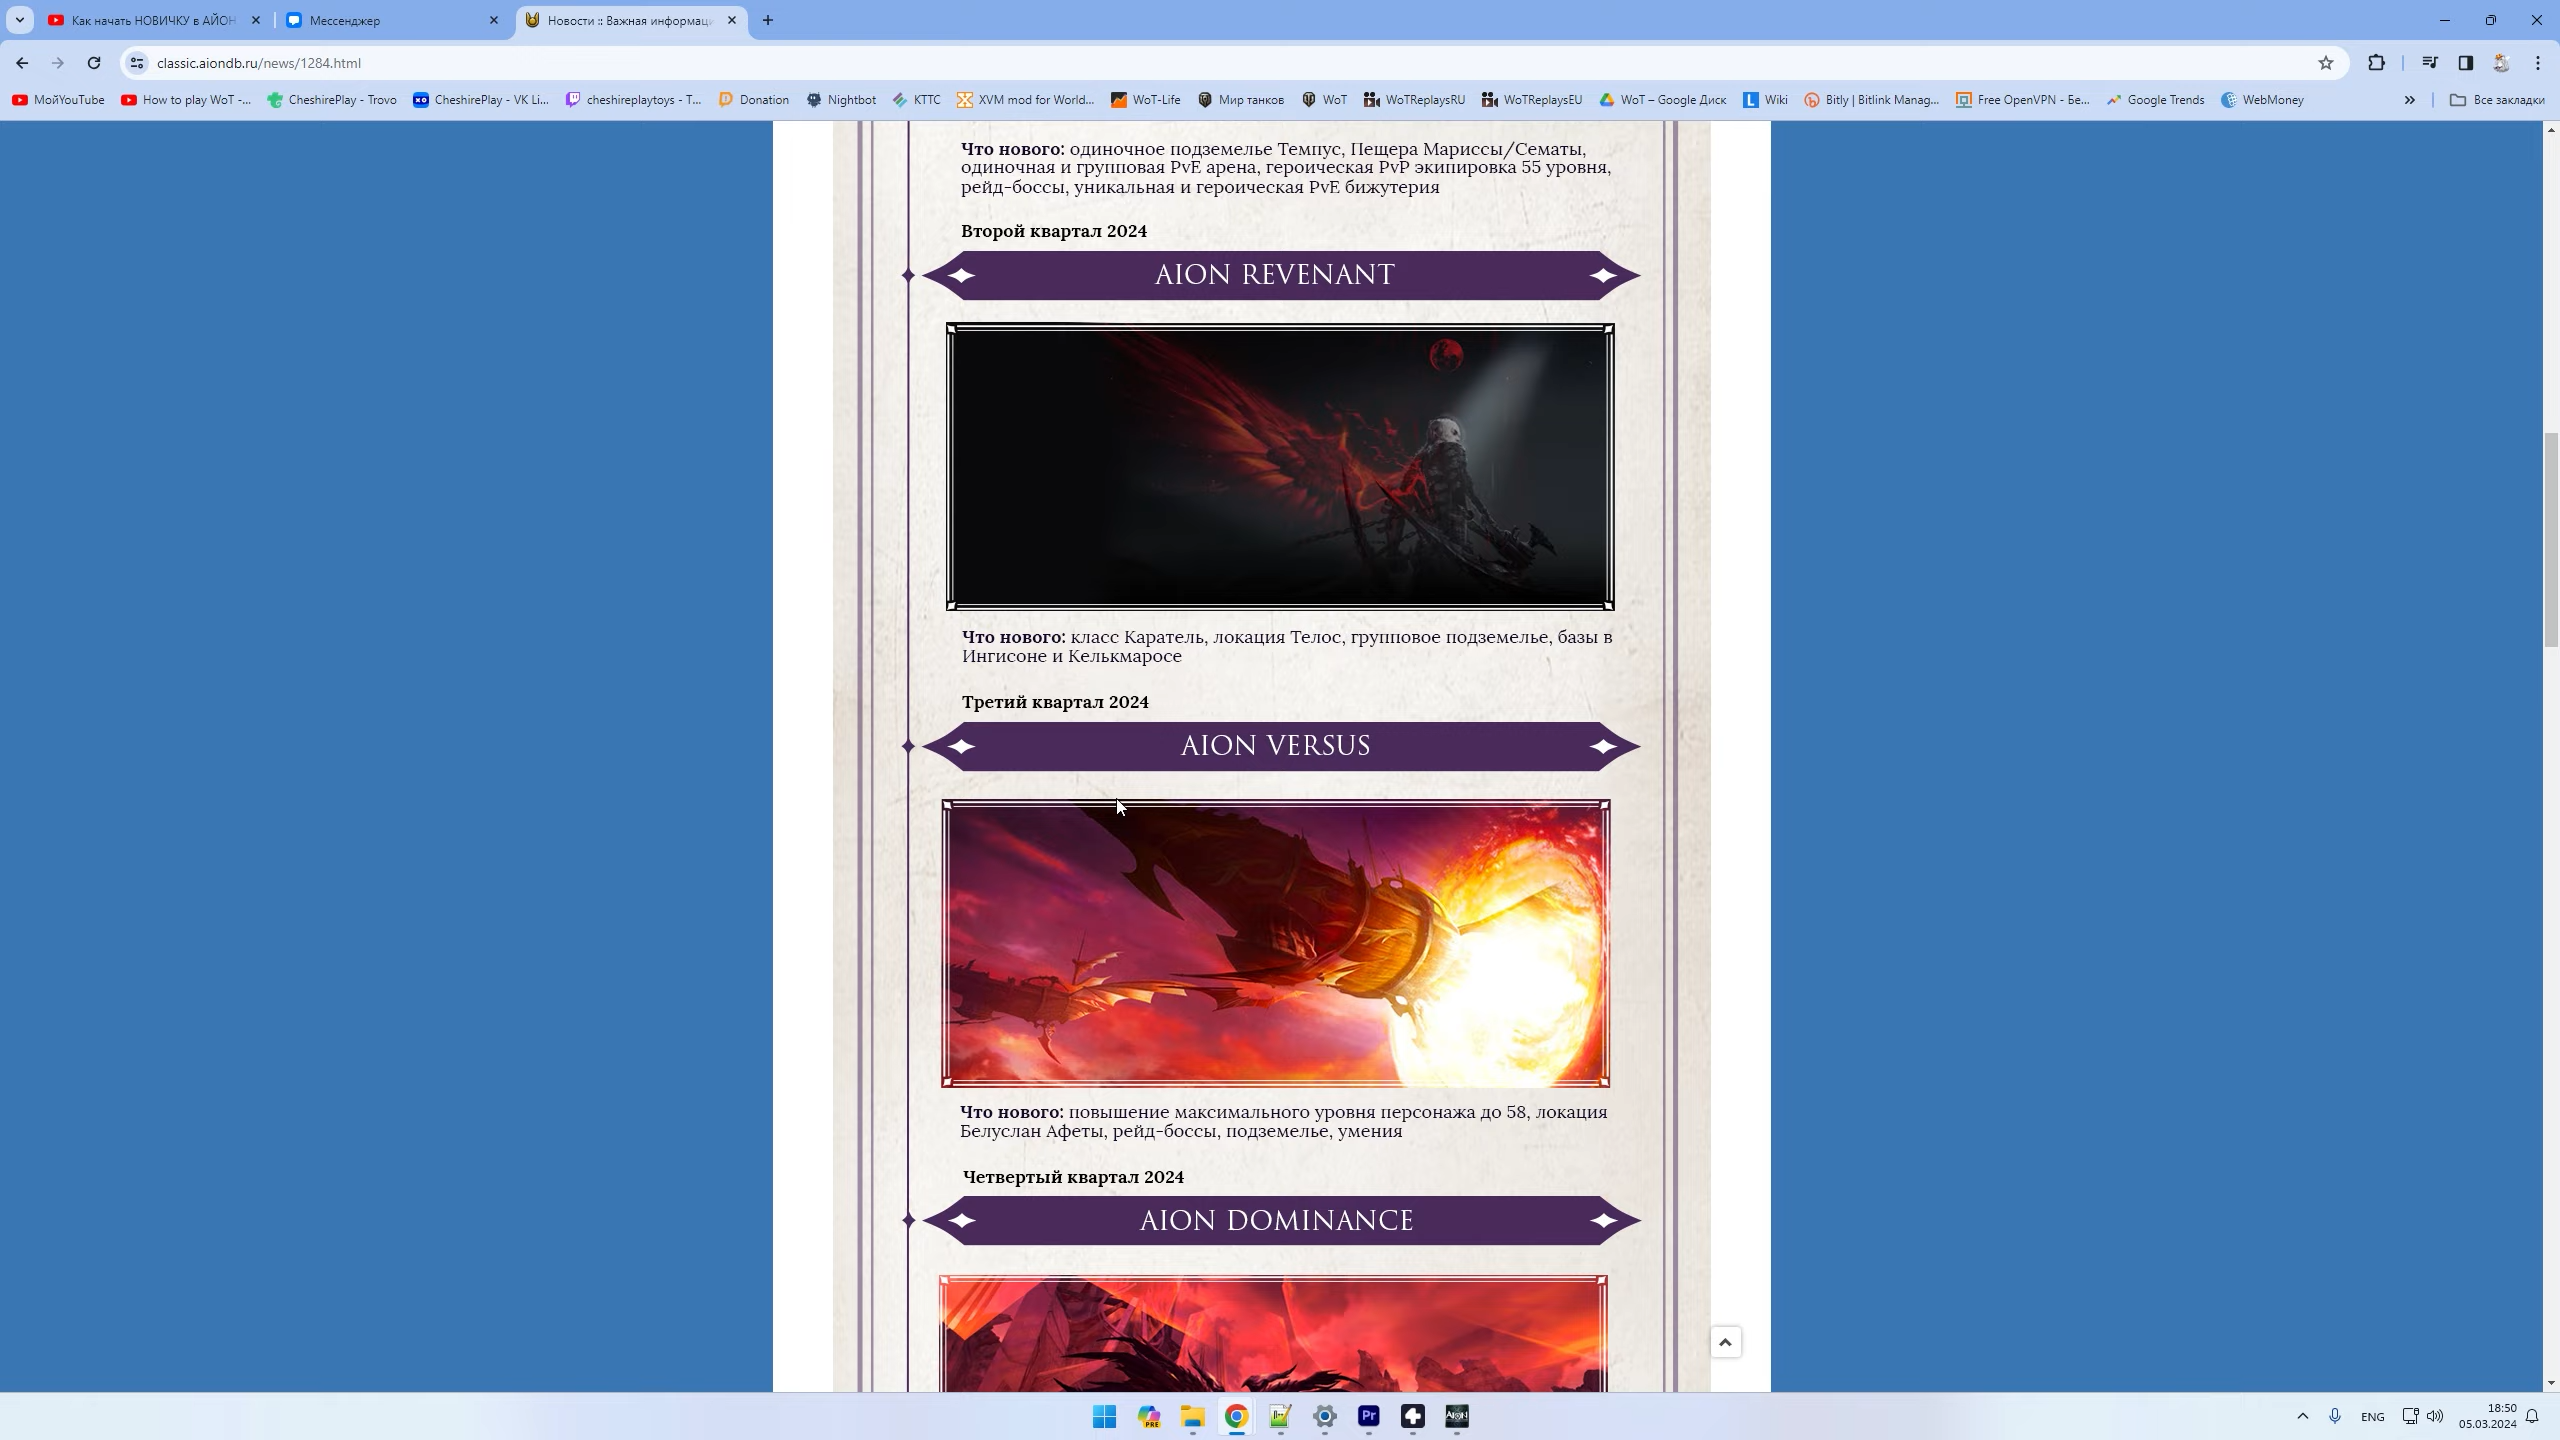 Как начать НОВИЧКУ в АЙОН
Мессенджер
Новости :: Важная информаци
classic.aiondb.ru/news/1284.html
МойYouTube
How to play WoT -...
CheshirePlay - Trovo
CheshirePlay - VK Li...
cheshireplaytoys - T...
Donation
Nightbot
KTTC
XVM mod for World...
WoT-Life
Мир танков
WoT
WoTReplaysRU
WoTReplaysEU
WoT – Google Диск
Wiki
Bitly | Bitlink Manag...
Free OpenVPN - Бе...
Google Trends
WebMoney
Все закладки
Что нового: одиночное подземелье Темпус, Пещера Мариссы/Сематы,
одиночная и групповая PvE арена, героическая PvP экипировка 55 уровня,
рейд-боссы, уникальная и героическая PvE бижутерия
Второй квартал 2024
AION REVENANT
Что нового: класс Каратель, локация Телос, групповое подземелье, базы в
Ингисоне и Келькмаросе
Третий квартал 2024
AION VERSUS
Что нового: повышение максимального уровня персонажа до 58, локация
Белуслан Афеты, рейд-боссы, подземелье, умения
Четвертый квартал 2024
AION DOMINANCE
PRE
Pr
AION
ENG
18:50
05.03.2024